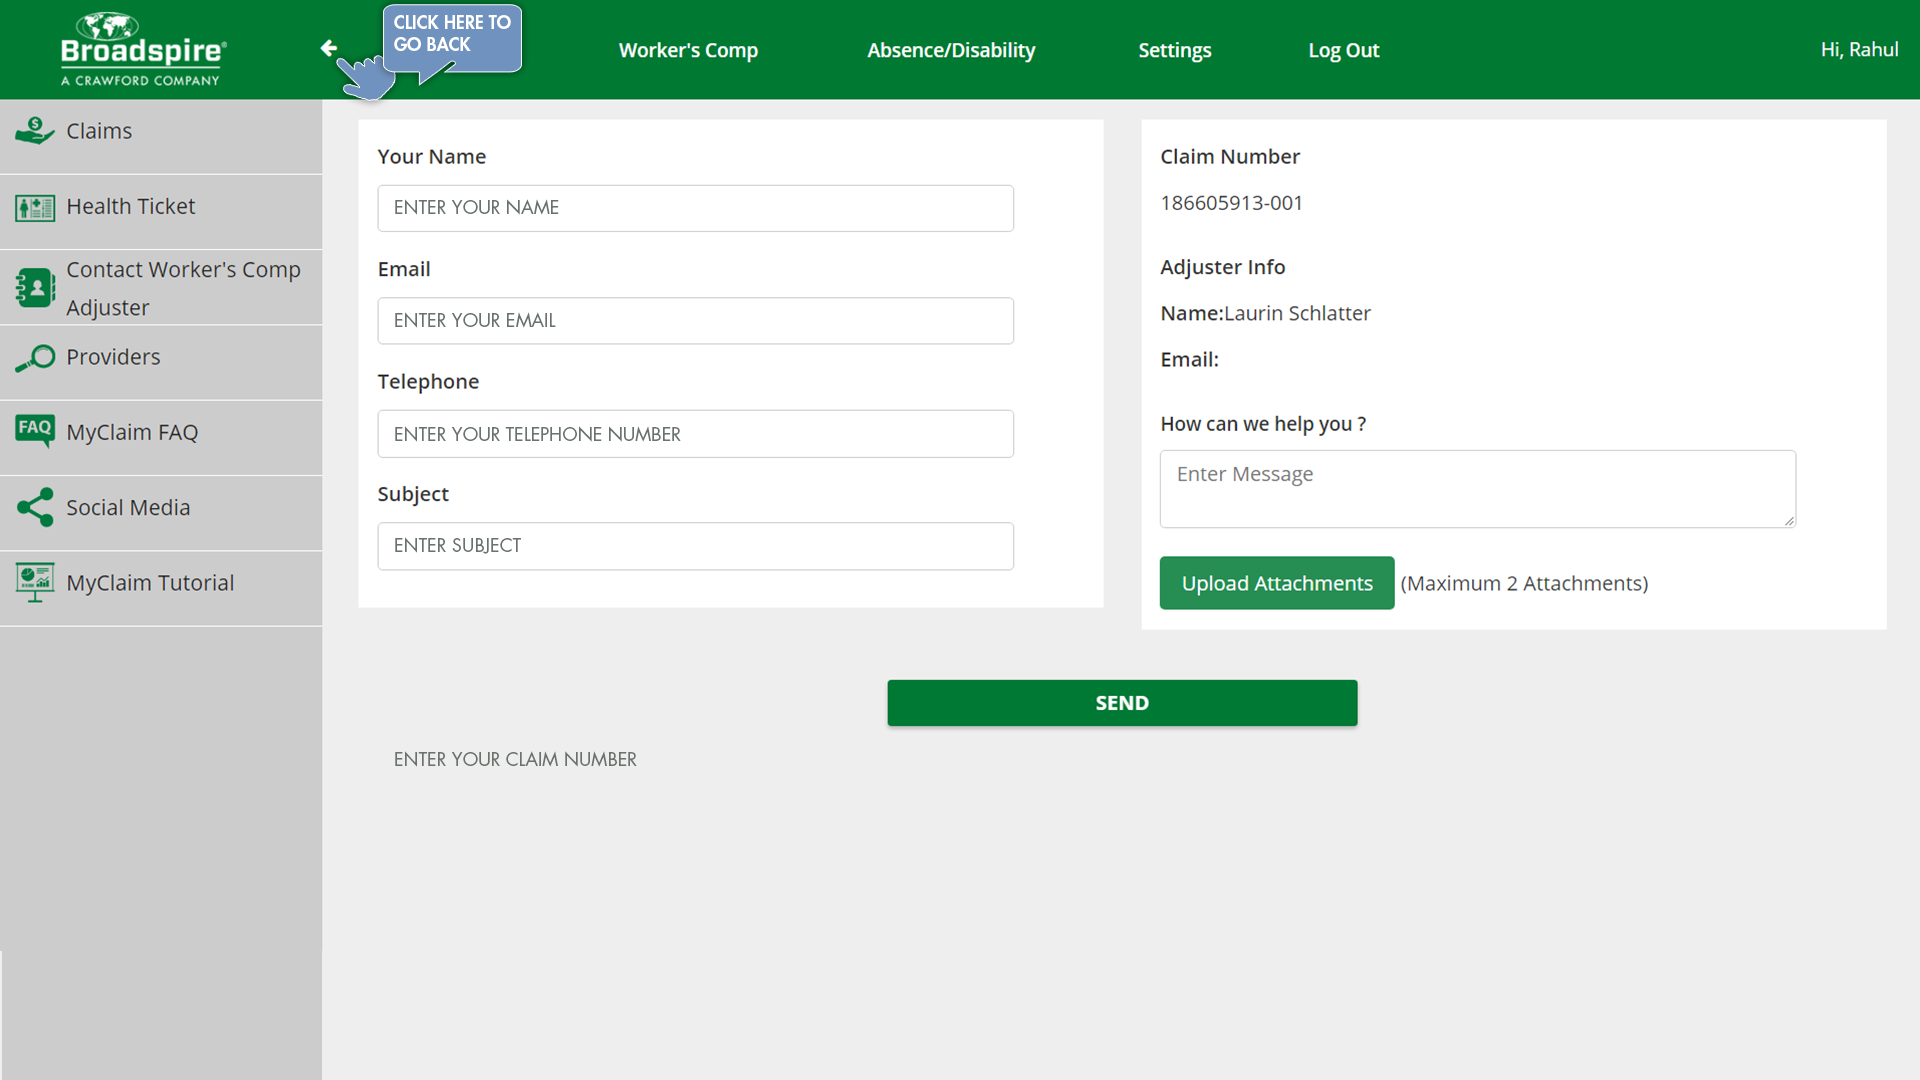 Broadspire®
A CRAWFORD COMPANY
CLICK HERE TO
GO BACK
Worker's Comp
Absence/Disability
Settings
Log Out
Hi, Rahul
Claims
Health Ticket
Contact Worker's Comp
Adjuster
Providers
FAQ
MyClaim FAQ
Social Media
MyClaim Tutorial
Your Name
ENTER YOUR NAME
Email
ENTER YOUR EMAIL
Telephone
ENTER YOUR TELEPHONE NUMBER
Subject
ENTER SUBJECT
Claim Number
186605913-001
Adjuster Info
Name:Laurin Schlatter
Email:
How can we help you ?
Enter Message
Upload Attachments (Maximum 2 Attachments)
SEND
ENTER YOUR CLAIM NUMBER